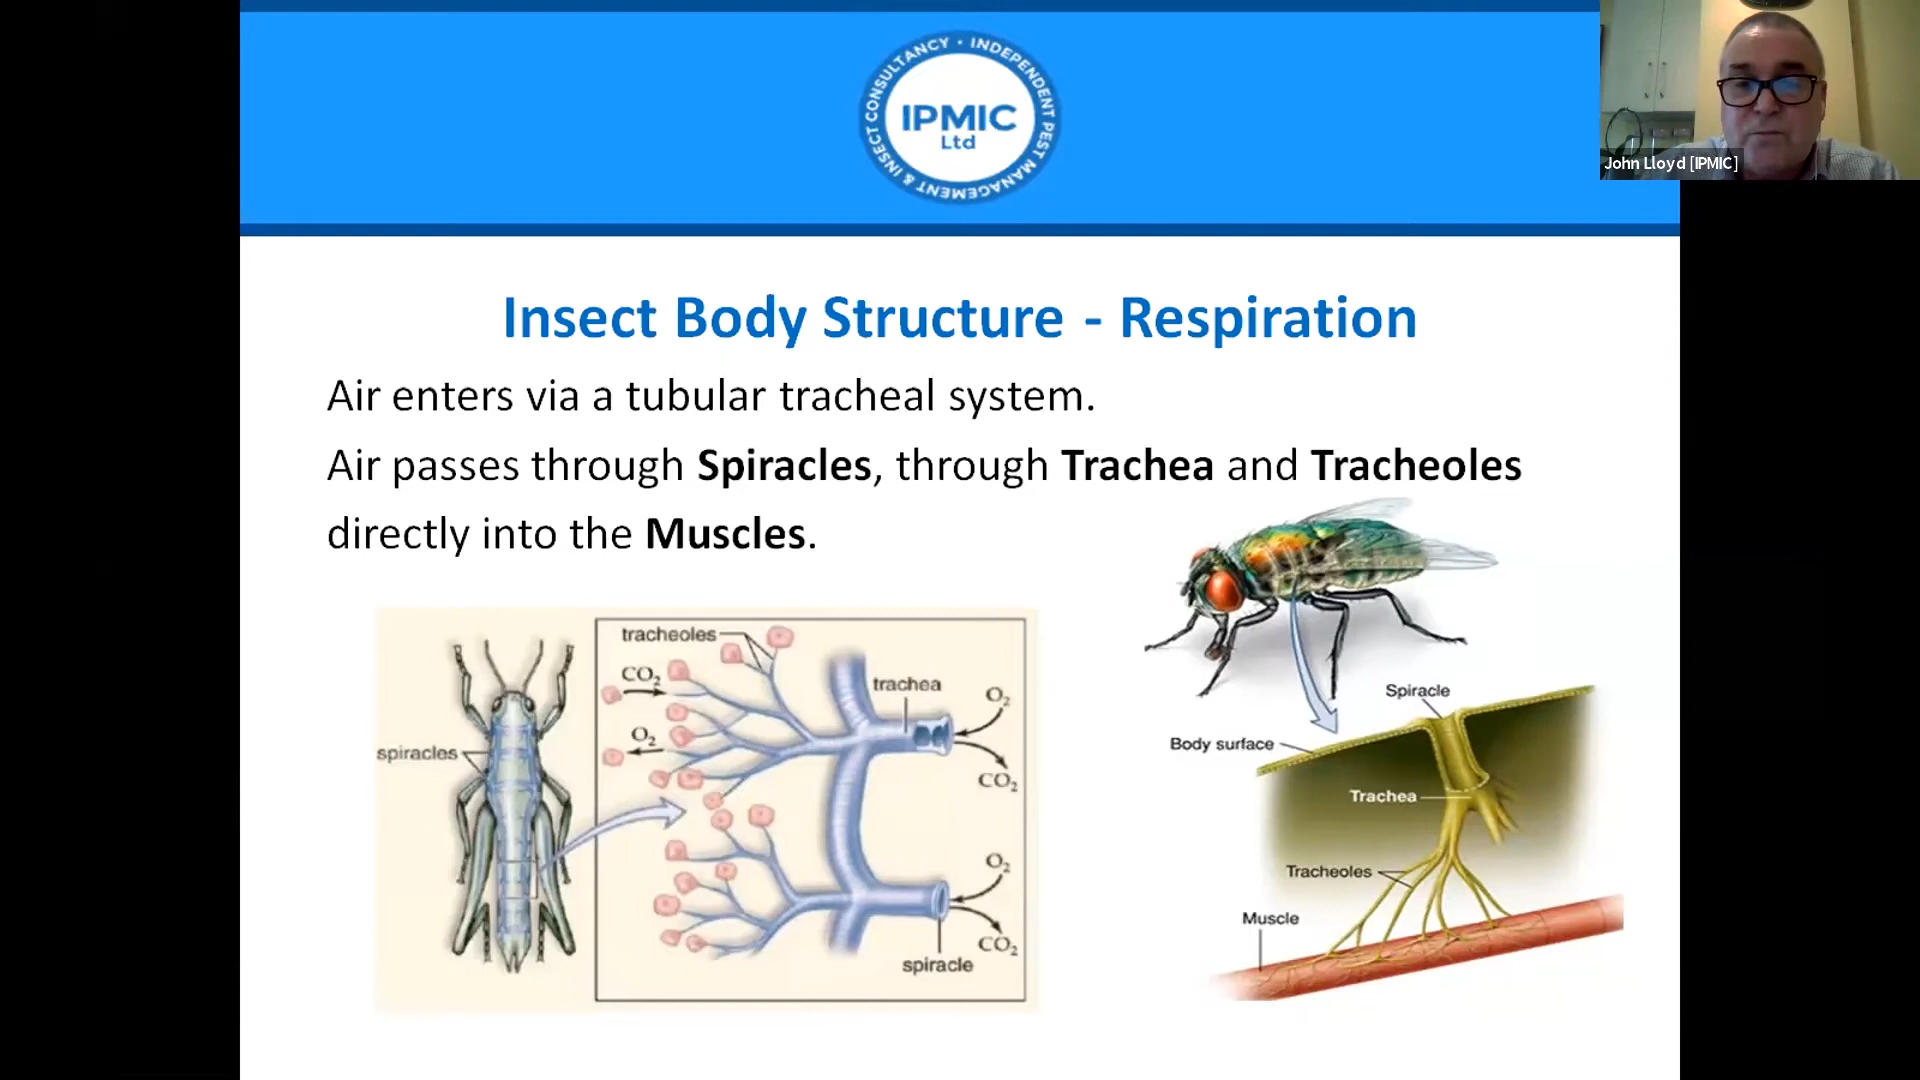 INSECT CONSULTANCY • INDEPENDENT PEST MANAGEMENT &
IPMIC
Ltd
John Lloyd [IPMIC]
Insect Body Structure - Respiration
Air enters via a tubular tracheal system.
Air passes through Spiracles, through Trachea and Tracheoles
directly into the Muscles.
tracheoles
CO₂
O₂
spiracles
trachea
O₂
CO₂
O₂
CO₂
spiracle
Spiracle
Body surface
Trachea
Tracheoles
Muscle